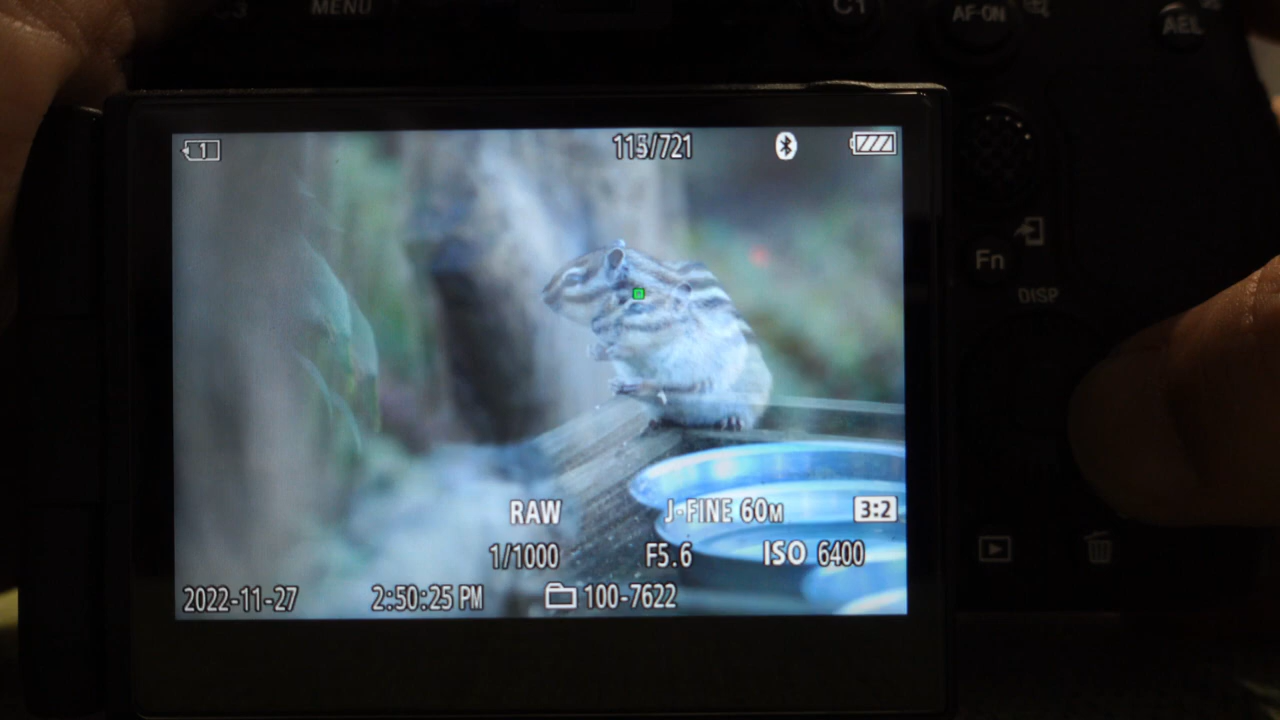 C3 MENU C1 AF-ON AEL
1 115/721
Fn
DISP
RAW J-FINE 60M 3:2
1/1000 F5.6 ISO 6400
2022-11-27 2:50:25 PM 100-7622